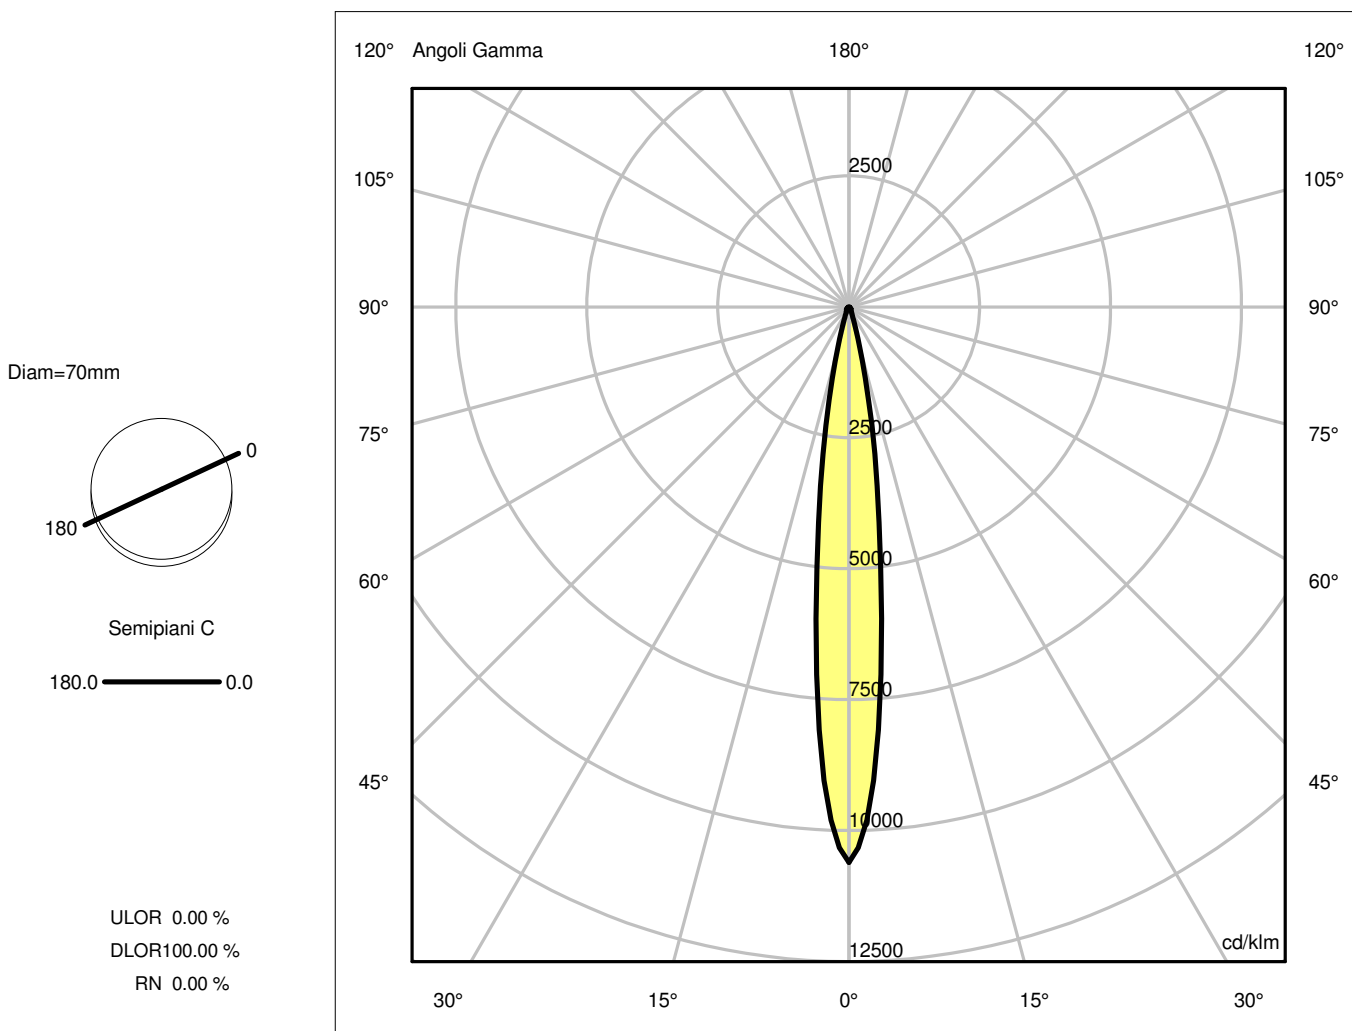 120° Angoli Gamma 180° 120°
2500
105° 105°
90° 90°
Diam=70mm
2500
75° 75°
0
180
5000
60° 60°
Semipiani C
180.0 0.0
7500
45° 45°
10000
ULOR 0.00 %
cd/klm
DLOR100.00 %
12500
RN 0.00 %
30° 15° 0° 15° 30°